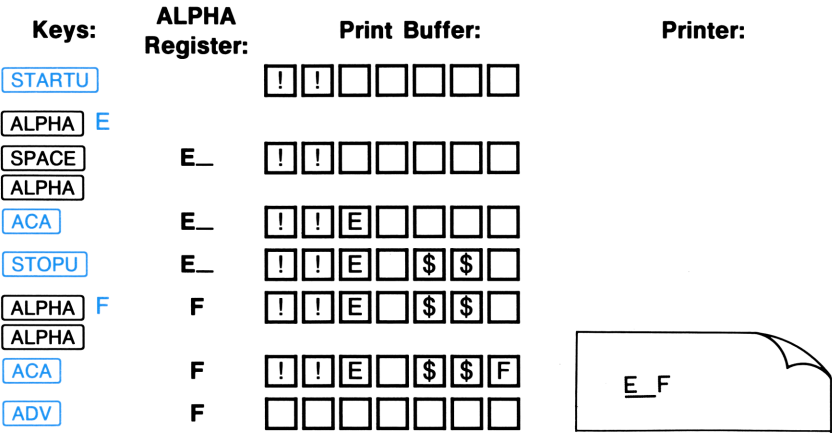 Keys: ALPHA Register: Print Buffer: Printer:
STARTU ! !
ALPHA E
SPACE E_ ! !
ALPHA
ACA E_ ! ! E
STOPU E_ ! ! E $ $
ALPHA F F ! ! E $ $
ALPHA
ACA F ! ! E $ $ F
E_F
ADV F